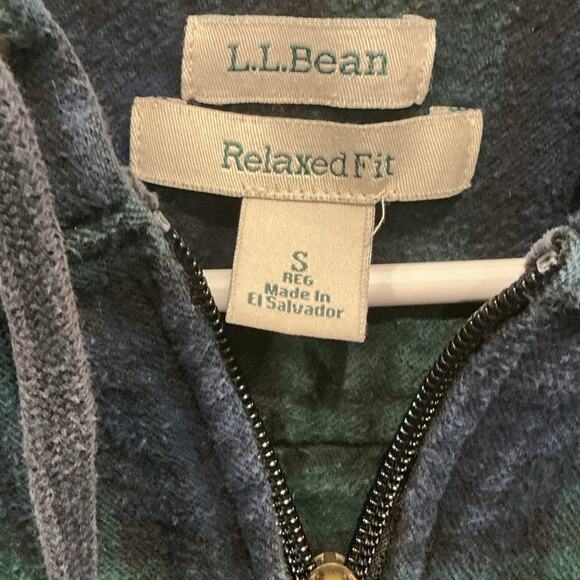 L.L.Bean
Relaxed Fit
S
REG
Made In
El Salvador